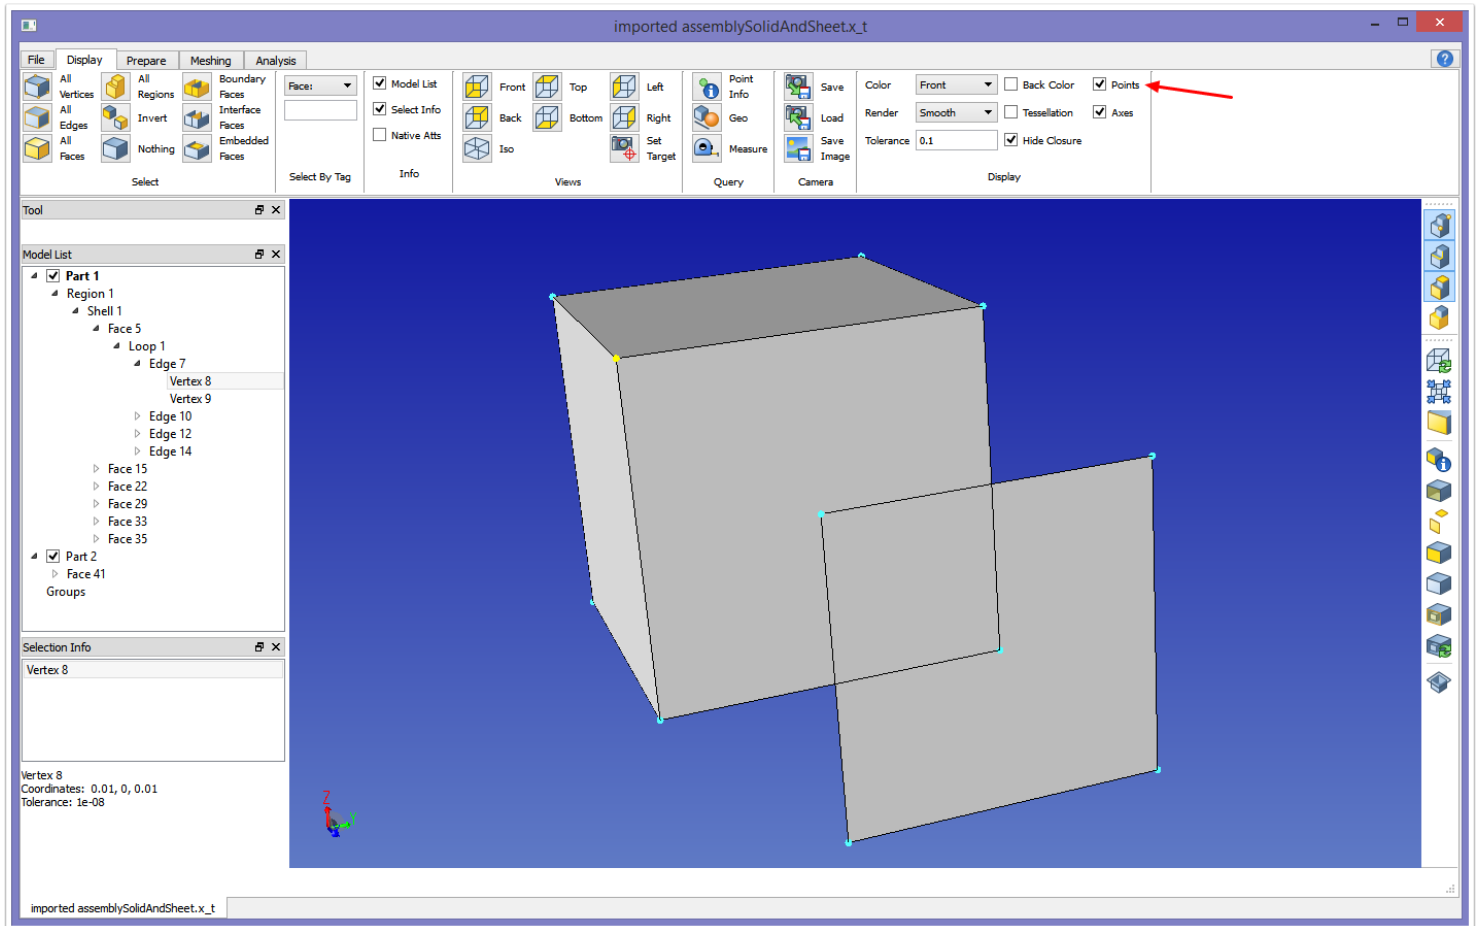 imported assemblySolidAndSheet.x_t
File Display Prepare Meshing Analysis
All Vertices
All Edges
All Faces
All Regions
Invert
Nothing
Boundary Faces
Interface Faces
Embedded Faces
Select
Face:
Select By Tag
Model List
Select Info
Native Atts
Info
Front Top Left
Back Bottom Right
Iso Set Target
Views
Point Info
Geo
Measure
Query
Save
Load
Save Image
Camera
Color Front Back Color Points
Render Smooth Tessellation Axes
Tolerance 0.1 Hide Closure
Display
Tool
Model List
Part 1
Region 1
Shell 1
Face 5
Loop 1
Edge 7
Vertex 8
Vertex 9
Edge 10
Edge 12
Edge 14
Face 15
Face 22
Face 29
Face 33
Face 35
Part 2
Face 41
Groups
Selection Info
Vertex 8
Vertex 8
Coordinates: 0.01, 0, 0.01
Tolerance: 1e-08
Z
Y
imported assemblySolidAndSheet.x_t